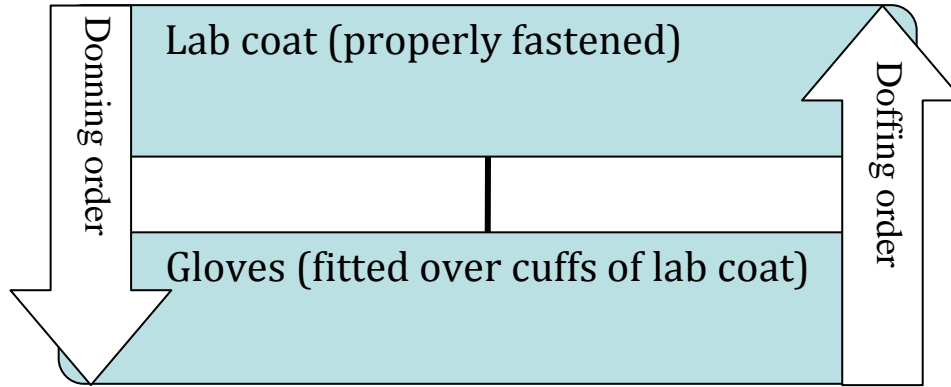 Donning order
Lab coat (properly fastened)
Doffing order
Gloves (fitted over cuffs of lab coat)